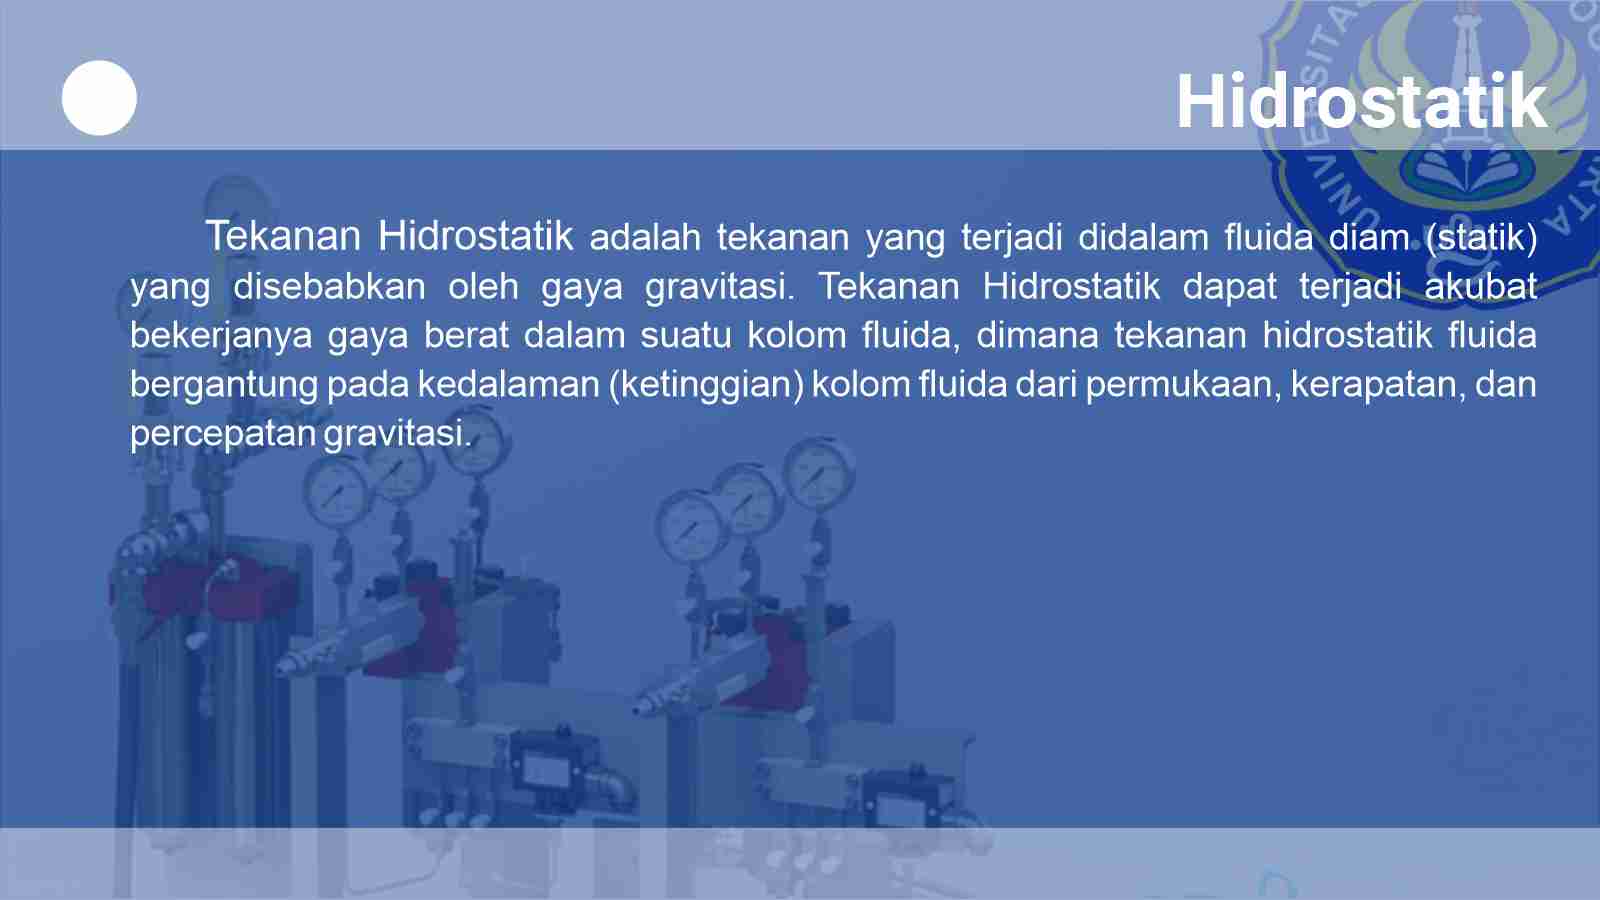 Hidrostatik
Tekanan Hidrostatik adalah tekanan yang terjadi didalam fluida diam (statik)
yang disebabkan oleh gaya gravitasi. Tekanan Hidrostatik dapat terjadi akubat
bekerjanya gaya berat dalam suatu kolom fluida, dimana tekanan hidrostatik fluida
bergantung pada kedalaman (ketinggian) kolom fluida dari permukaan, kerapatan, dan
percepatan gravitasi.